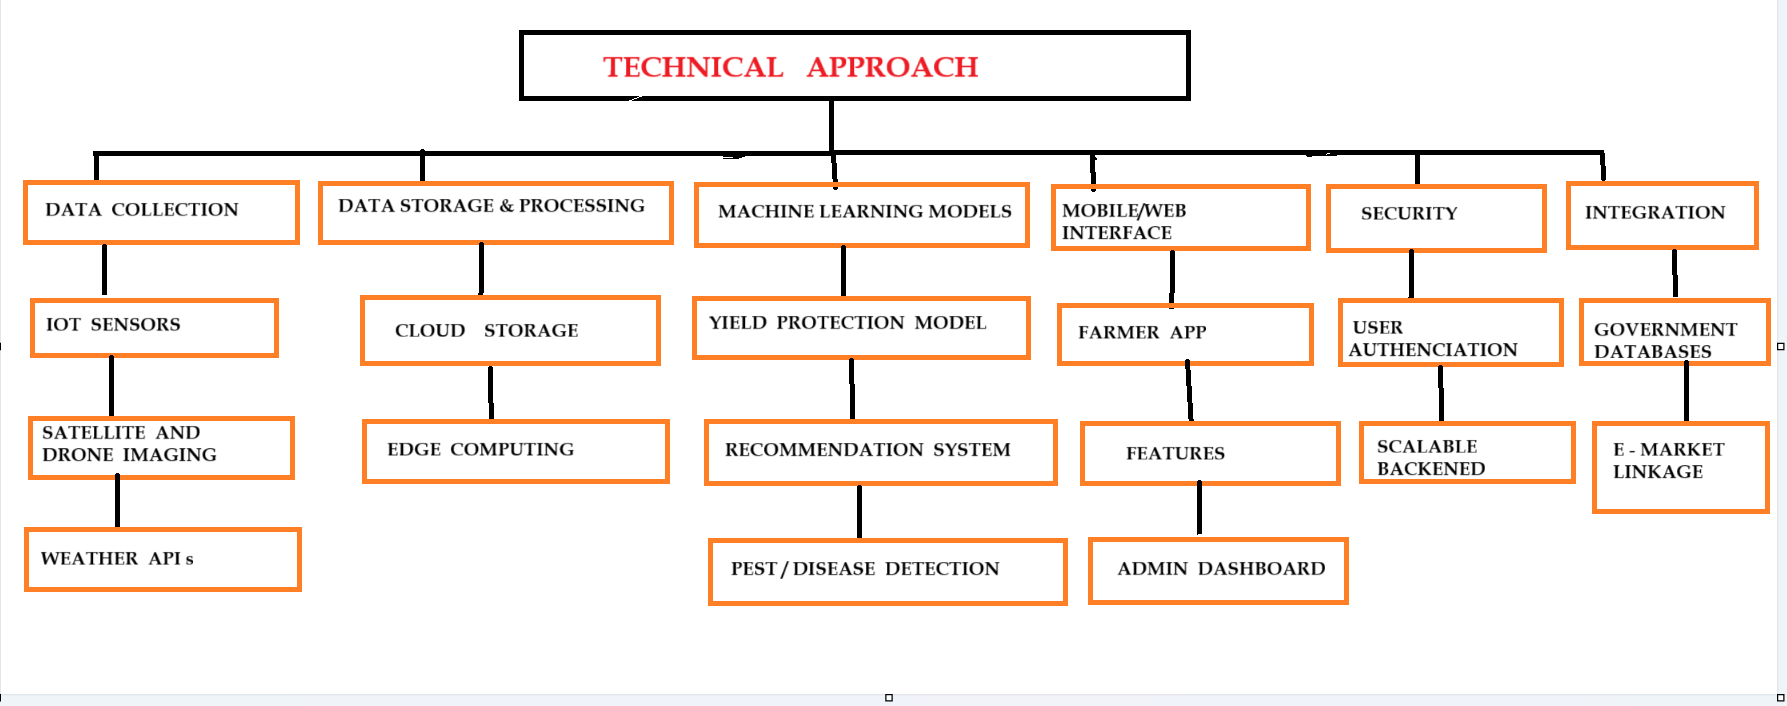 TECHNICAL APPROACH
DATA COLLECTION
DATA STORAGE & PROCESSING
MACHINE LEARNING MODELS
MOBILE/WEB
INTERFACE
SECURITY
INTEGRATION
IOT SENSORS
CLOUD STORAGE
YIELD PROTECTION MODEL
FARMER APP
USER
AUTHENCIATION
GOVERNMENT
DATABASES
SATELLITE AND
DRONE IMAGING
EDGE COMPUTING
RECOMMENDATION SYSTEM
FEATURES
SCALABLE
BACKENED
E - MARKET
LINKAGE
WEATHER API s
PEST / DISEASE DETECTION
ADMIN DASHBOARD